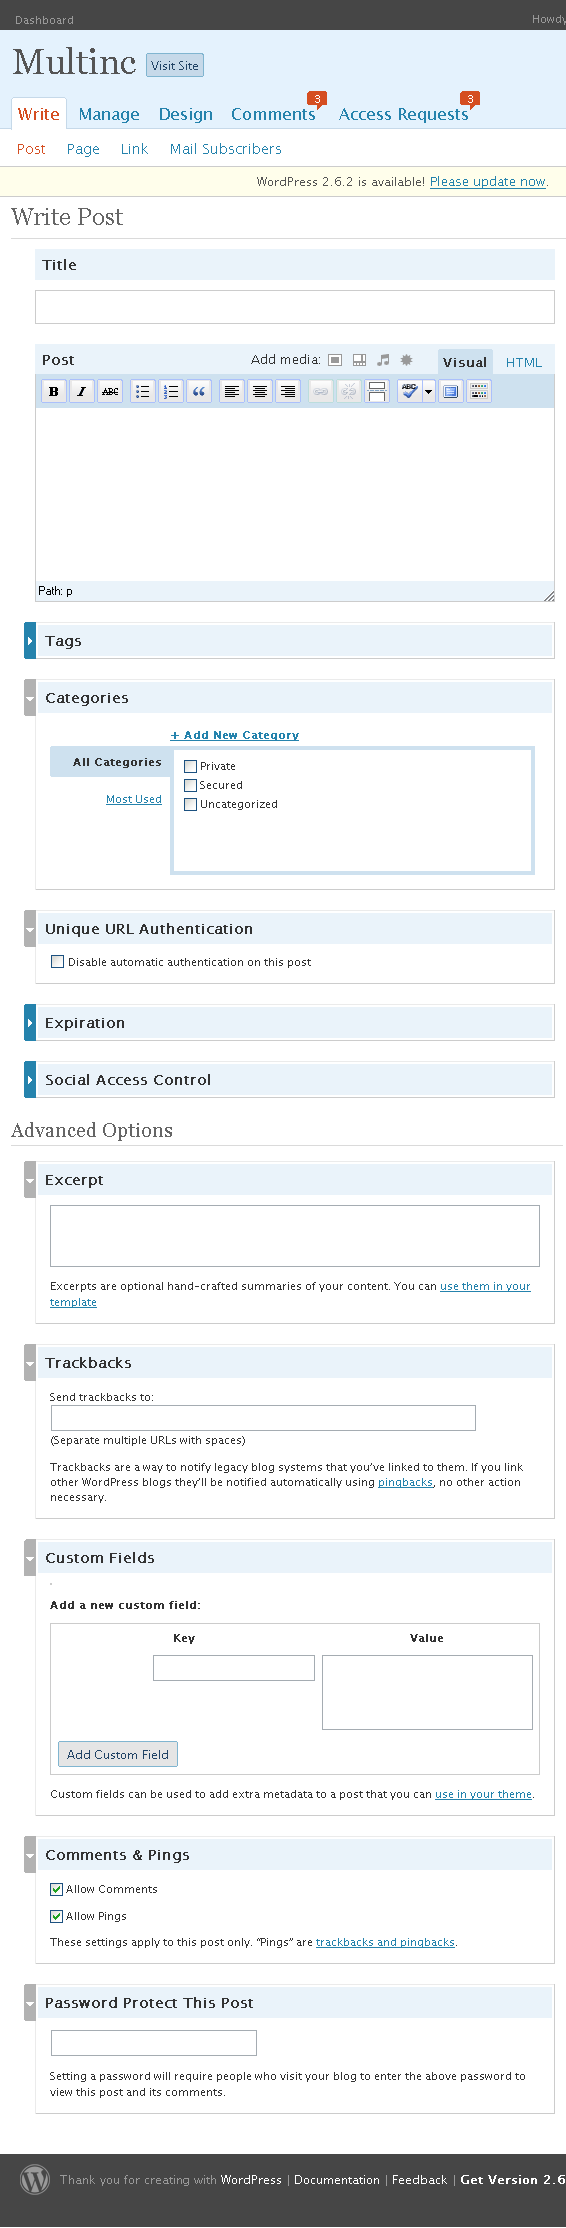 Dashboard Howdy
Multinc Visit Site
Write Manage Design Comments 3 Access Requests 3
Post Page Link Mail Subscribers
WordPress 2.6.2 is available! Please update now.
Write Post
Title
Post Add media: Visual HTML
B I ABC ABC
Path: p
Tags
Categories
+ Add New Category
All Categories
Most Used
Private
Secured
Uncategorized
Unique URL Authentication
Disable automatic authentication on this post
Expiration
Social Access Control
Advanced Options
Excerpt
Excerpts are optional hand-crafted summaries of your content. You can use them in your
template
Trackbacks
Send trackbacks to:
(Separate multiple URLs with spaces)
Trackbacks are a way to notify legacy blog systems that you've linked to them. If you link
other WordPress blogs they'll be notified automatically using pingbacks, no other action
necessary.
Custom Fields
Add a new custom field:
Key Value
Add Custom Field
Custom fields can be used to add extra metadata to a post that you can use in your theme.
Comments & Pings
Allow Comments
Allow Pings
These settings apply to this post only. “Pings” are trackbacks and pingbacks.
Password Protect This Post
Setting a password will require people who visit your blog to enter the above password to
view this post and its comments.
Thank you for creating with WordPress | Documentation | Feedback | Get Version 2.6